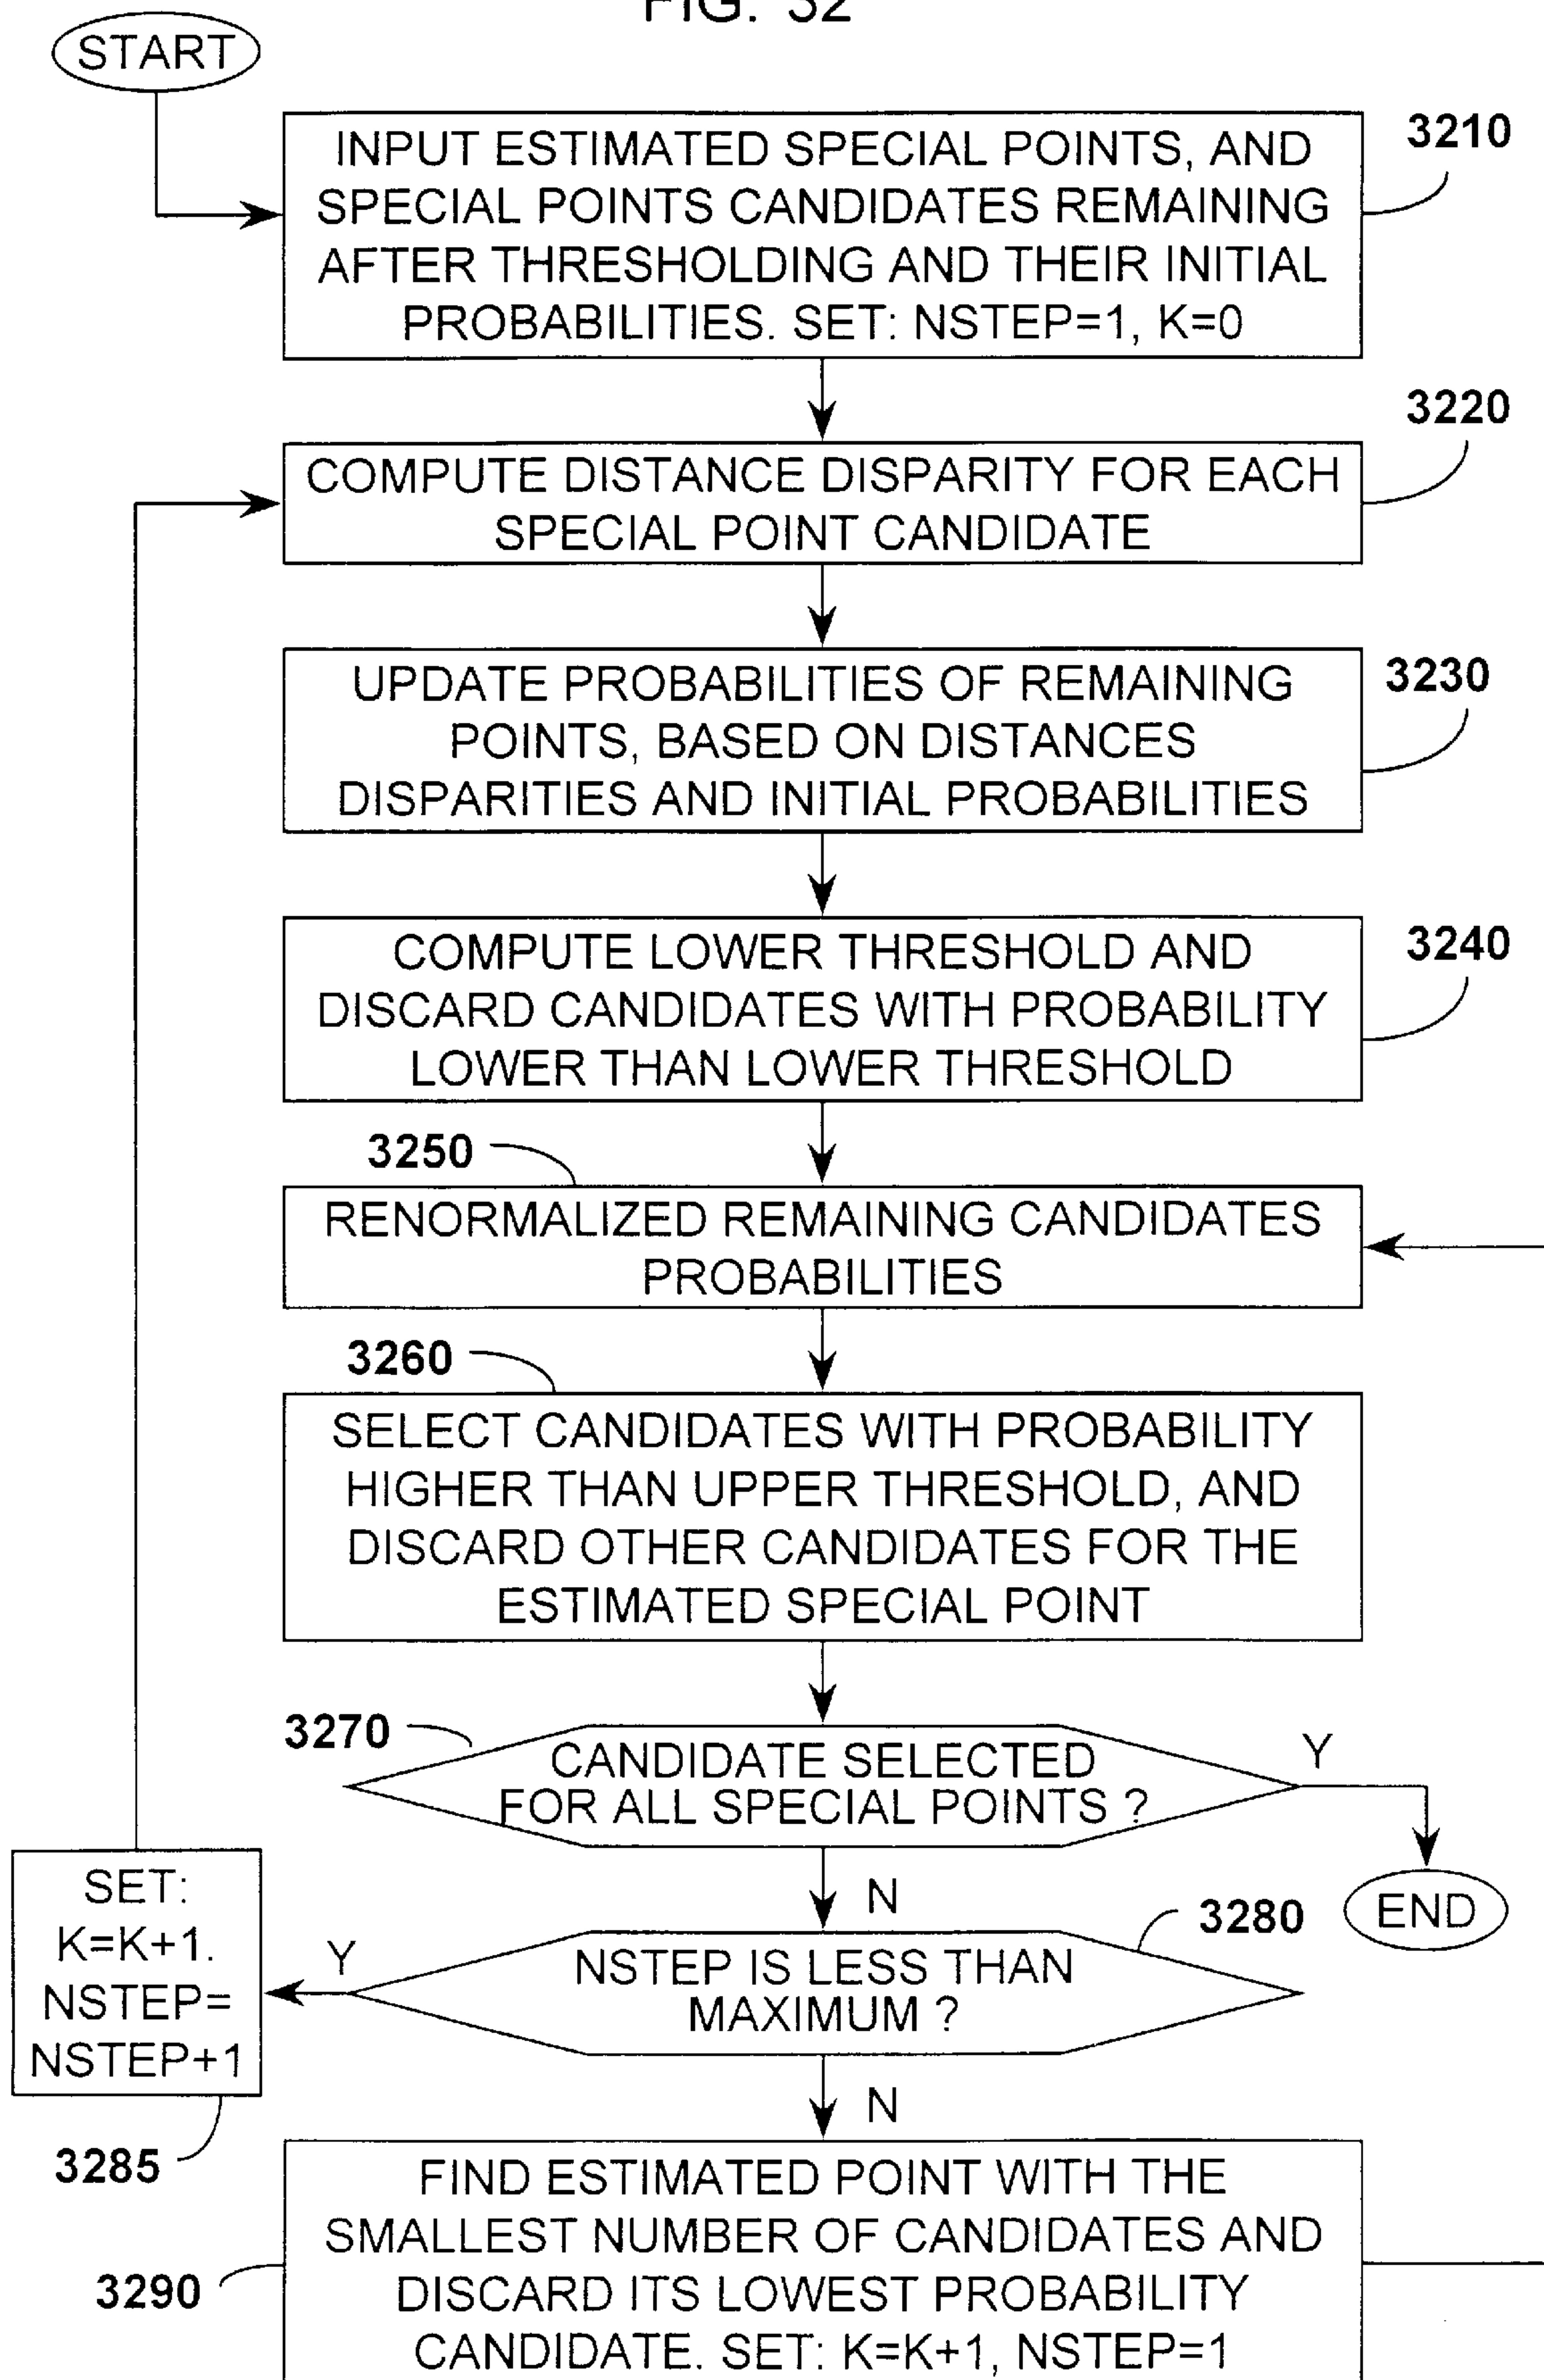 FIG. 32
START
INPUT ESTIMATED SPECIAL POINTS, AND
SPECIAL POINTS CANDIDATES REMAINING
AFTER THRESHOLDING AND THEIR INITIAL
PROBABILITIES. SET: NSTEP=1, K=0
3210
COMPUTE DISTANCE DISPARITY FOR EACH
SPECIAL POINT CANDIDATE
3220
UPDATE PROBABILITIES OF REMAINING
POINTS, BASED ON DISTANCES
DISPARITIES AND INITIAL PROBABILITIES
3230
COMPUTE LOWER THRESHOLD AND
DISCARD CANDIDATES WITH PROBABILITY
LOWER THAN LOWER THRESHOLD
3240
3250
RENORMALIZED REMAINING CANDIDATES
PROBABILITIES
3260
SELECT CANDIDATES WITH PROBABILITY
HIGHER THAN UPPER THRESHOLD, AND
DISCARD OTHER CANDIDATES FOR THE
ESTIMATED SPECIAL POINT
3270
CANDIDATE SELECTED
FOR ALL SPECIAL POINTS ?
Y
END
N
3280
NSTEP IS LESS THAN
MAXIMUM ?
Y
SET:
K=K+1.
NSTEP=
NSTEP+1
3285
N
FIND ESTIMATED POINT WITH THE
SMALLEST NUMBER OF CANDIDATES AND
DISCARD ITS LOWEST PROBABILITY
CANDIDATE. SET: K=K+1, NSTEP=1
3290